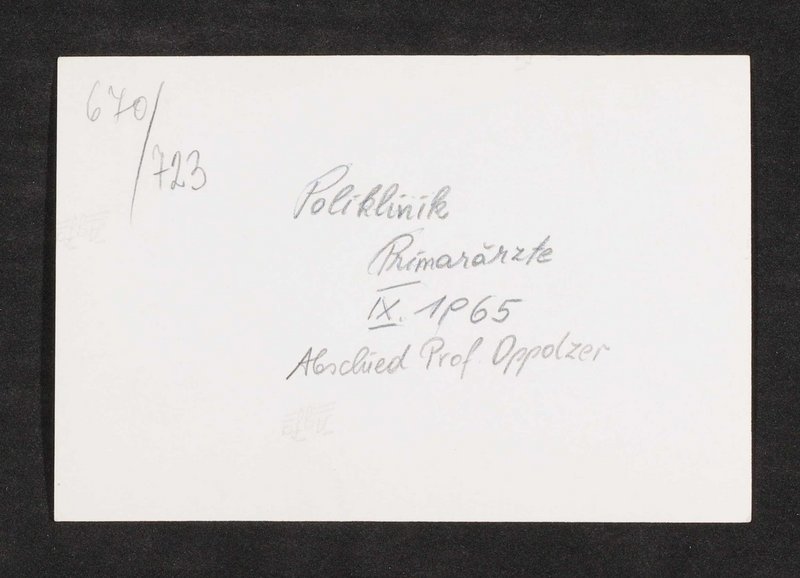 670/
723
Poliklinik
Primarärzte
IX. 1965
Abschied Prof. Oppolzer